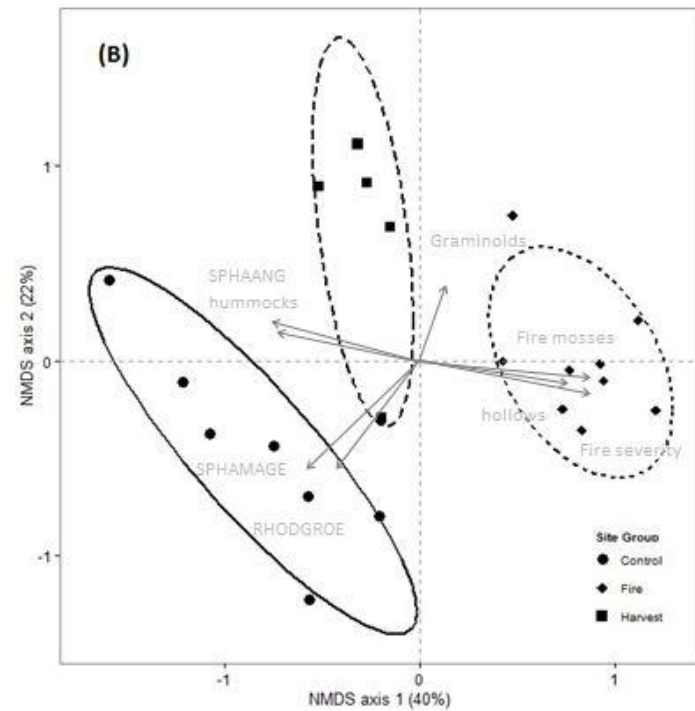 (B)
1
Graminoids
SPHAANG
hummocks
NMDS axis 2 (22%)
0
Fire mosses
hollows
SPHAMAGE
Fire severity
RHODGROE
Site Group
Control
-1
Fire
Harvest
-1
0
1
NMDS axis 1 (40%)